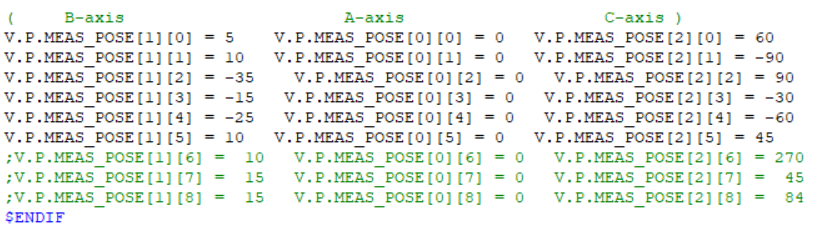 (     B-axis                      A-axis                    C-axis )
V.P.MEAS_POSE[1][0] = 5    V.P.MEAS_POSE[0][0] = 0   V.P.MEAS_POSE[2][0] = 60
V.P.MEAS_POSE[1][1] = 10   V.P.MEAS_POSE[0][1] = 0   V.P.MEAS_POSE[2][1] = -90
V.P.MEAS_POSE[1][2] = -35    V.P.MEAS_POSE[0][2] = 0   V.P.MEAS_POSE[2][2] = 90
V.P.MEAS_POSE[1][3] = -15   V.P.MEAS_POSE[0][3] = 0   V.P.MEAS_POSE[2][3] = -30
V.P.MEAS_POSE[1][4] = -25   V.P.MEAS_POSE[0][4] = 0   V.P.MEAS_POSE[2][4] = -60
V.P.MEAS_POSE[1][5] = 10   V.P.MEAS_POSE[0][5] = 0   V.P.MEAS_POSE[2][5] = 45
;V.P.MEAS_POSE[1][6] =  10   V.P.MEAS_POSE[0][6] = 0   V.P.MEAS_POSE[2][6] = 270
;V.P.MEAS_POSE[1][7] =  15   V.P.MEAS_POSE[0][7] = 0   V.P.MEAS_POSE[2][7] =  45
;V.P.MEAS_POSE[1][8] =  15   V.P.MEAS_POSE[0][8] = 0   V.P.MEAS_POSE[2][8] =  84
$ENDIF